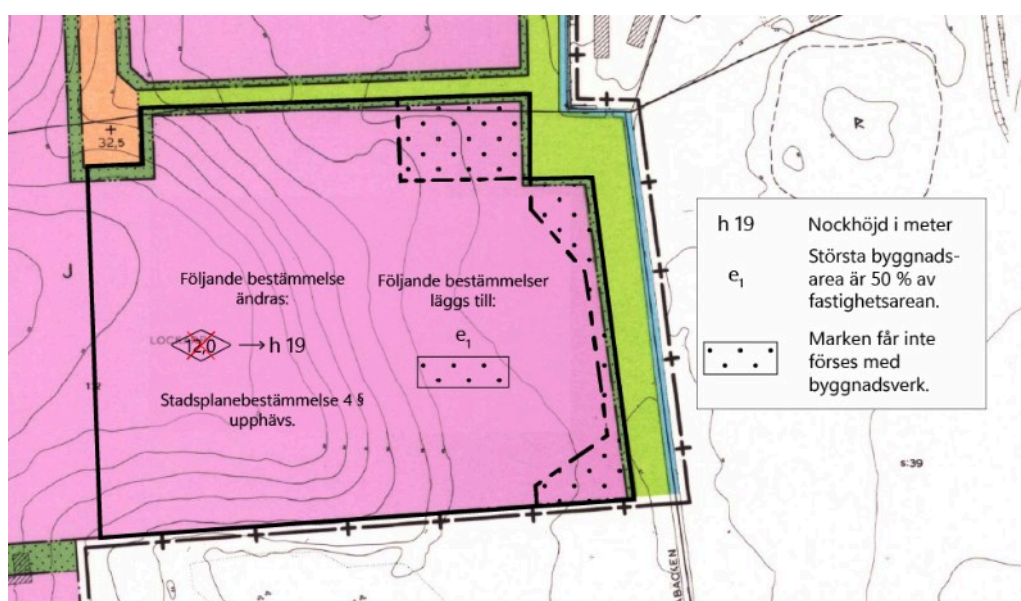 32,5
R
J
Följande bestämmelse
ändras:
12,0 → h 19
Stadsplanebestämmelse 4 §
upphävs.
Följande bestämmelser
läggs till:
e₁
h 19 Nockhöjd i meter
e₁ Största byggnads-
area är 50 % av
fastighetsarean.
Marken får inte
förses med
byggnadsverk.
s:39
ABACKEN